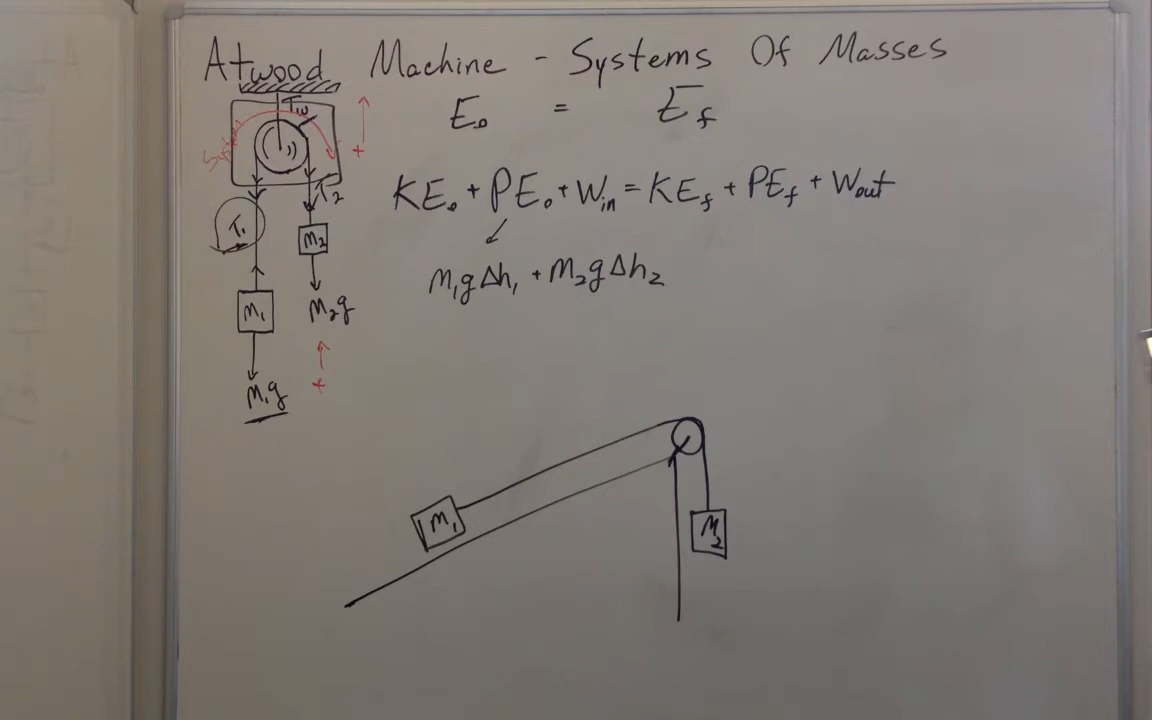 Atwood Machine - Systems Of Masses
E₀ = E_f
KE₀ + PE₀ + W_in = KE_f + PE_f + W_out
m₁gΔh₁ + m₂gΔh₂
System
+
T₂
T₁
m₂
m₁
m₂g
+
m₁g
m₁
m₂